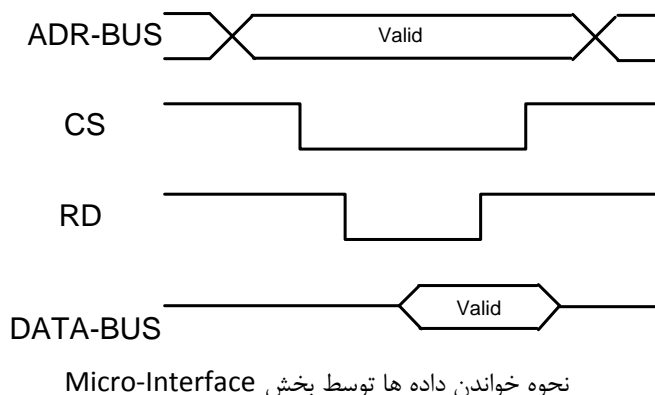 ADR-BUS Valid
CS
RD
DATA-BUS Valid
نحوه خواندن داده ها توسط بخش Micro-Interface